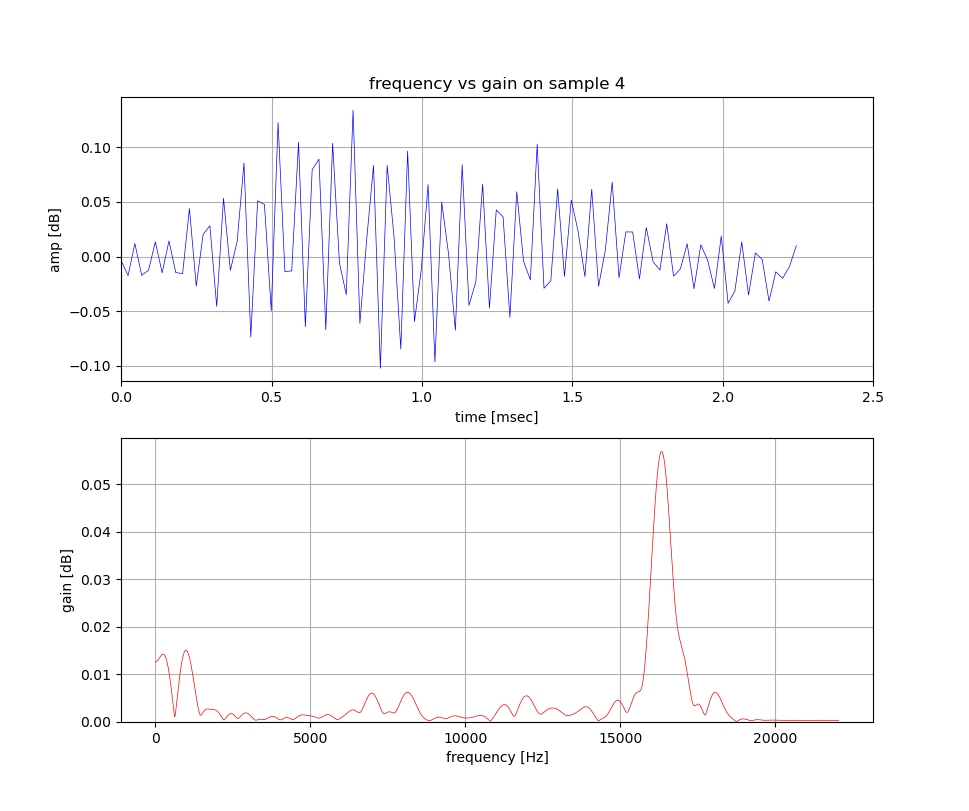 frequency vs gain on sample 4
amp [dB]
0.10
0.05
0.00
−0.05
−0.10
0.0 0.5 1.0 1.5 2.0 2.5
time [msec]
gain [dB]
0.05
0.04
0.03
0.02
0.01
0.00
0 5000 10000 15000 20000
frequency [Hz]